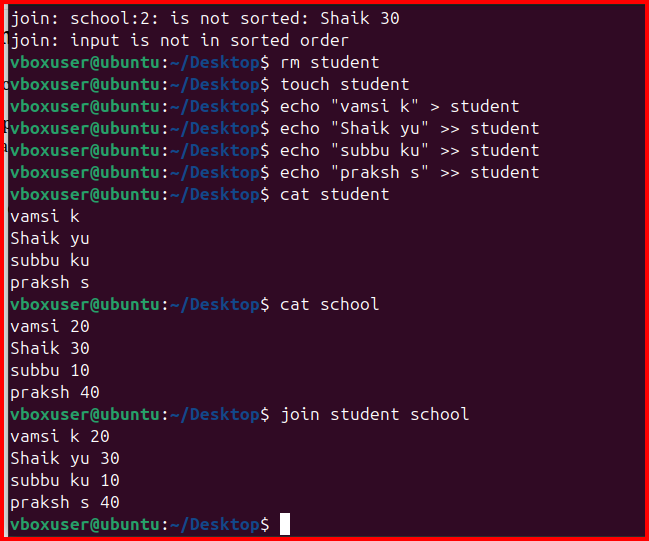 join: school:2: is not sorted: Shaik 30
join: input is not in sorted order
vboxuser@ubuntu:~/Desktop$ rm student
vboxuser@ubuntu:~/Desktop$ touch student
vboxuser@ubuntu:~/Desktop$ echo "vamsi k" > student
vboxuser@ubuntu:~/Desktop$ echo "Shaik yu" >> student
vboxuser@ubuntu:~/Desktop$ echo "subbu ku" >> student
vboxuser@ubuntu:~/Desktop$ echo "praksh s" >> student
vboxuser@ubuntu:~/Desktop$ cat student
vamsi k
Shaik yu
subbu ku
praksh s
vboxuser@ubuntu:~/Desktop$ cat school
vamsi 20
Shaik 30
subbu 10
praksh 40
vboxuser@ubuntu:~/Desktop$ join student school
vamsi k 20
Shaik yu 30
subbu ku 10
praksh s 40
vboxuser@ubuntu:~/Desktop$